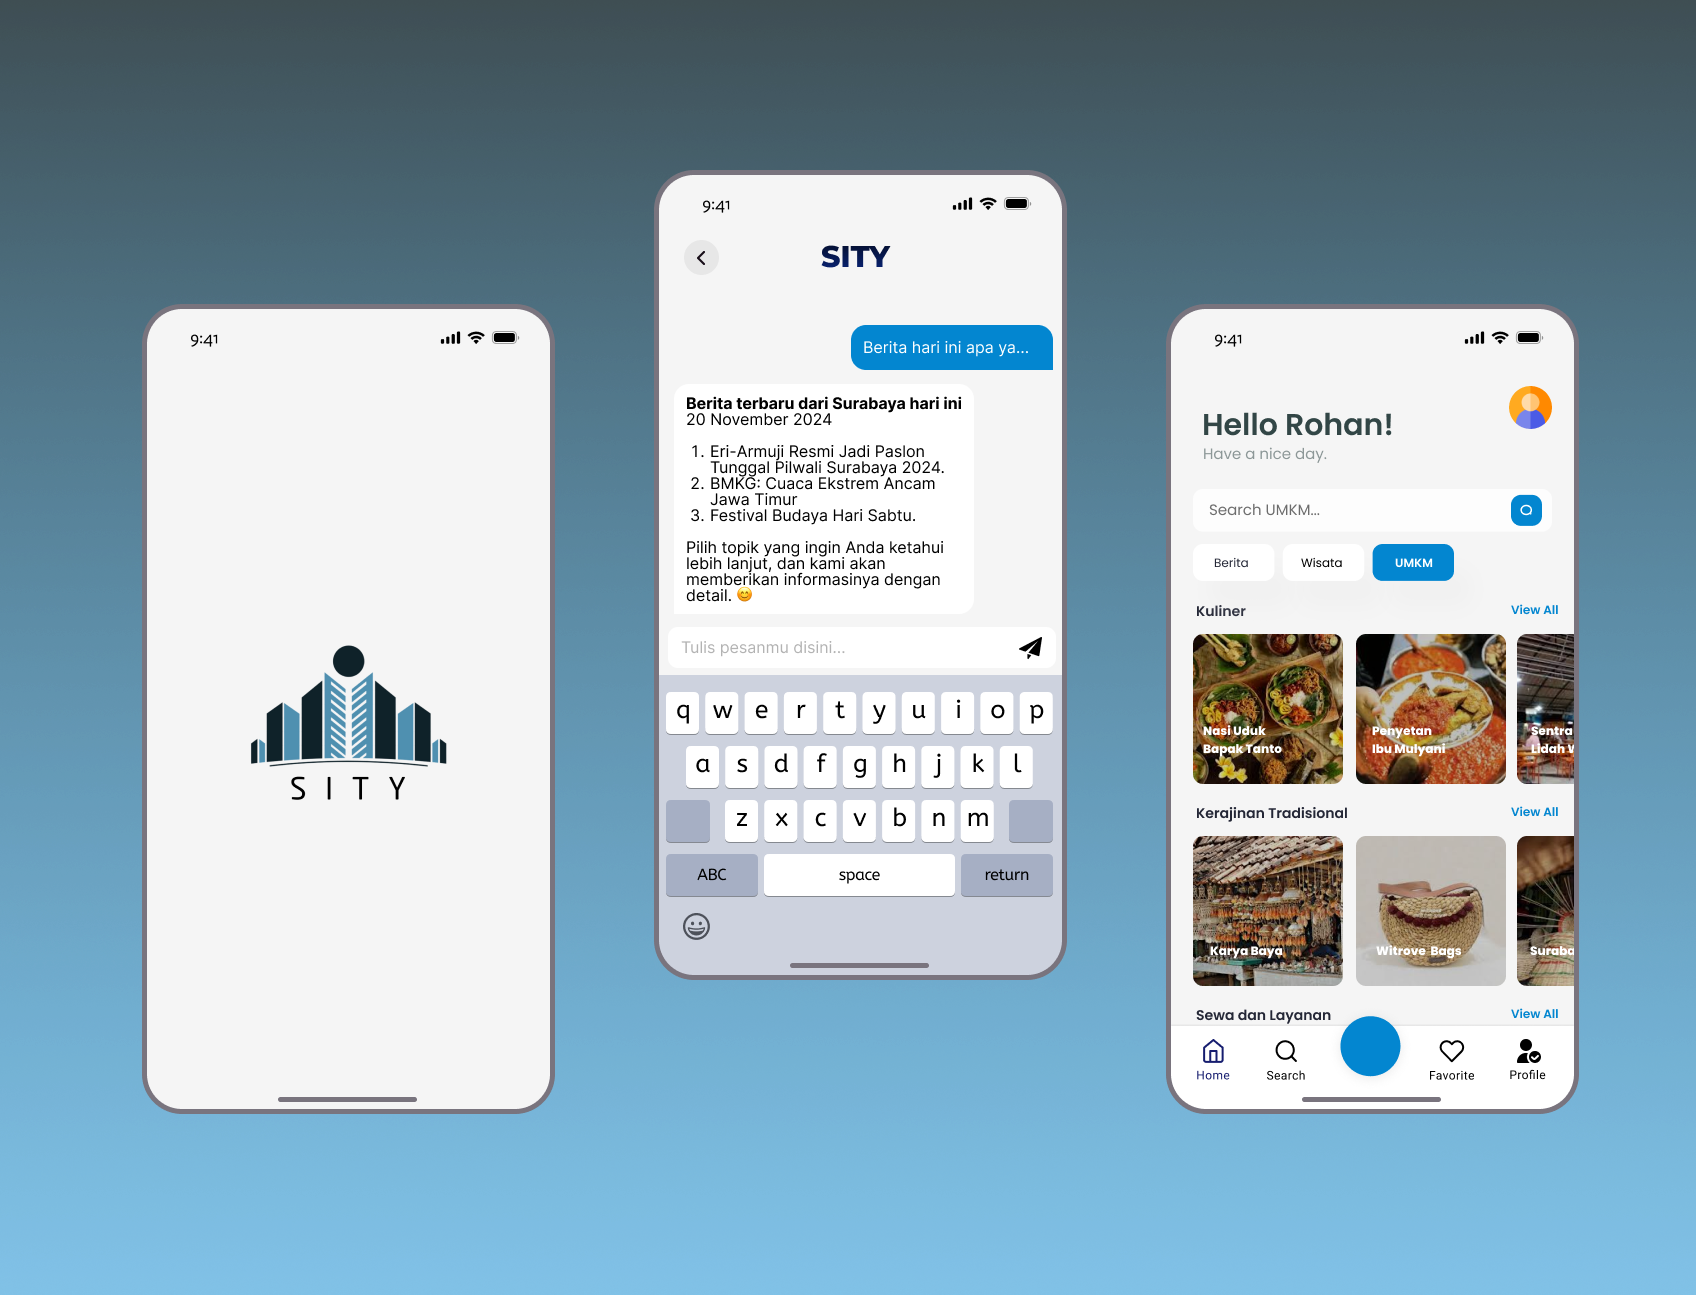 9:41
SITY
9:41
SITY
Berita hari ini apa ya...
Berita terbaru dari Surabaya hari ini
20 November 2024
1. Eri-Armuji Resmi Jadi Paslon
Tunggal Pilwali Surabaya 2024.
2. BMKG: Cuaca Ekstrem Ancam
Jawa Timur
3. Festival Budaya Hari Sabtu.
Pilih topik yang ingin Anda ketahui
lebih lanjut, dan kami akan
memberikan informasinya dengan
detail. 😊
Tulis pesanmu disini...
q w e r t y u i o p
a s d f g h j k l
z x c v b n m
ABC space return
9:41
Hello Rohan!
Have a nice day.
Search UMKM...
Berita Wisata UMKM
Kuliner View All
Nasi Uduk
Bapak Tanto
Penyetan
Ibu Mulyani
Sentra
Lidah
Kerajinan Tradisional View All
Karya Baya
Witrove Bags
Suraba
Sewa dan Layanan View All
Home Search Favorite Profile